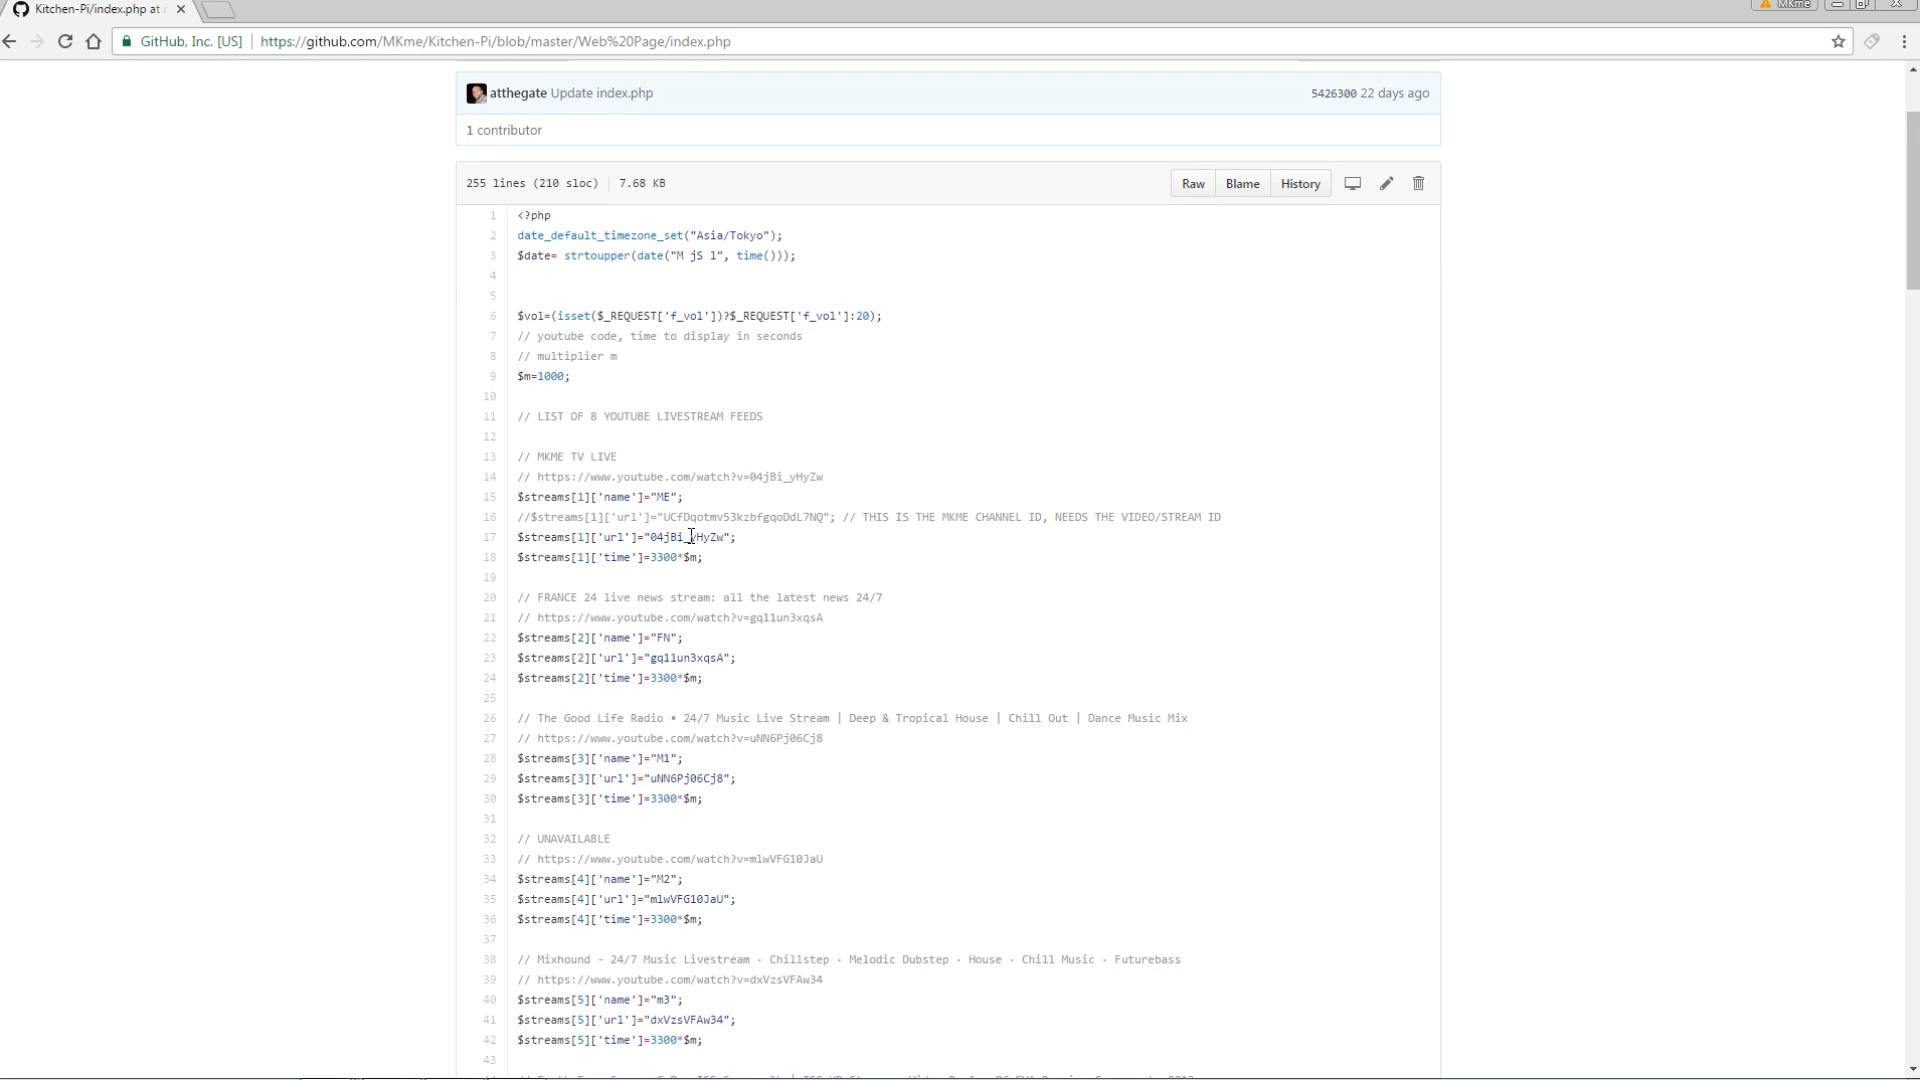 Kitchen-Pi/index.php at
MKme
GitHub, Inc. [US] https://github.com/MKme/Kitchen-Pi/blob/master/Web%20Page/index.php
atthegate Update index.php 5426300 22 days ago
1 contributor
255 lines (210 sloc) 7.68 KB Raw Blame History
1 <?php
2 date_default_timezone_set("Asia/Tokyo");
3 $date= strtoupper(date("M jS l", time()));
4
5
6 $vol=(isset($_REQUEST['f_vol'])?$_REQUEST['f_vol']:20);
7 // youtube code, time to display in seconds
8 // multiplier m
9 $m=1000;
10
11 // LIST OF 8 YOUTUBE LIVESTREAM FEEDS
12
13 // MKME TV LIVE
14 // https://www.youtube.com/watch?v=04jBi_yHyZw
15 $streams[1]['name']="ME";
16 //$streams[1]['url']="UCfDqotmv53kzbfgqoDdL7NQ"; // THIS IS THE MKME CHANNEL ID, NEEDS THE VIDEO/STREAM ID
17 $streams[1]['url']="04jBi_yHyZw";
18 $streams[1]['time']=3300*$m;
19
20 // FRANCE 24 live news stream: all the latest news 24/7
21 // https://www.youtube.com/watch?v=gq11un3xqsA
22 $streams[2]['name']="FN";
23 $streams[2]['url']="gq11un3xqsA";
24 $streams[2]['time']=3300*$m;
25
26 // The Good Life Radio • 24/7 Music Live Stream | Deep & Tropical House | Chill Out | Dance Music Mix
27 // https://www.youtube.com/watch?v=uNN6Pj06Cj8
28 $streams[3]['name']="M1";
29 $streams[3]['url']="uNN6Pj06Cj8";
30 $streams[3]['time']=3300*$m;
31
32 // UNAVAILABLE
33 // https://www.youtube.com/watch?v=mlwVFG10JaU
34 $streams[4]['name']="M2";
35 $streams[4]['url']="mlwVFG10JaU";
36 $streams[4]['time']=3300*$m;
37
38 // Mixhound - 24/7 Music Livestream · Chillstep · Melodic Dubstep · House · Chill Music · Futurebass
39 // https://www.youtube.com/watch?v=dxVzsVFAw34
40 $streams[5]['name']="m3";
41 $streams[5]['url']="dxVzsVFAw34";
42 $streams[5]['time']=3300*$m;
43